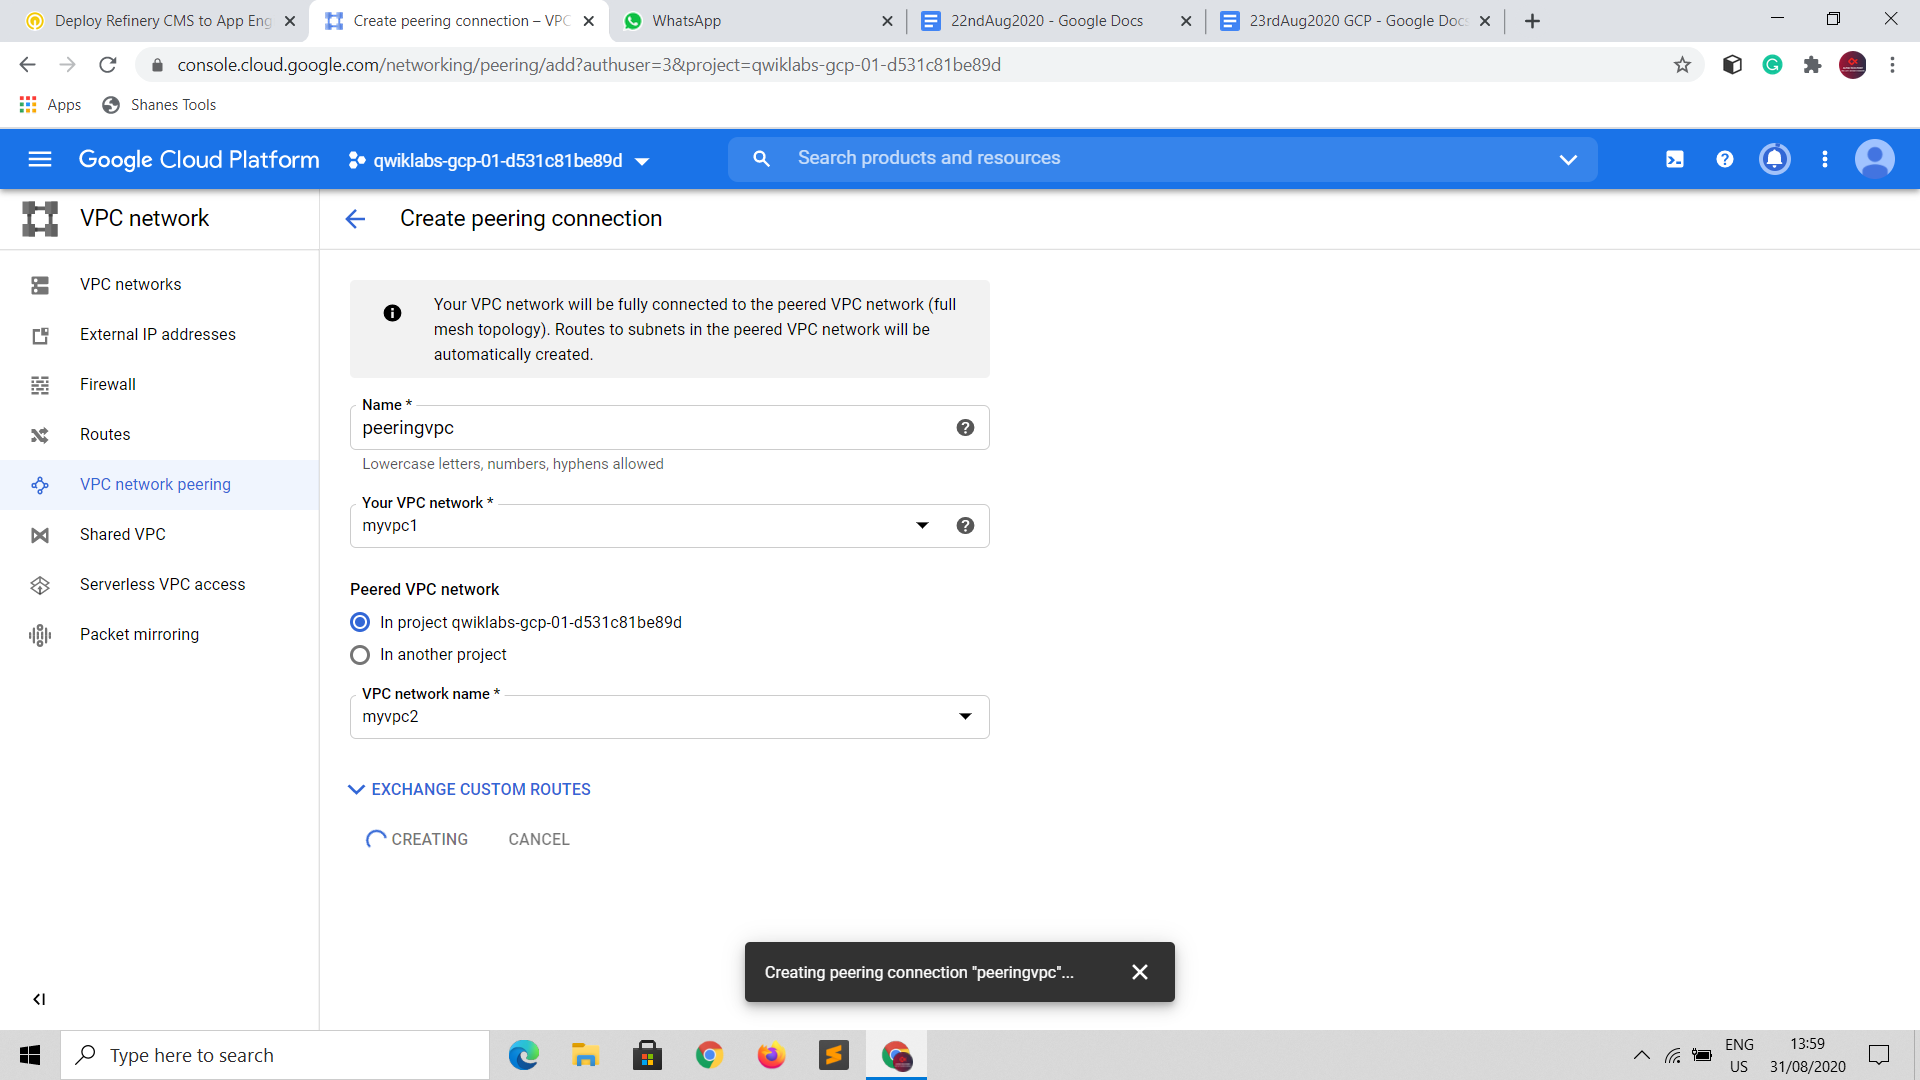 Deploy Refinery CMS to App Eng
Create peering connection – VPC
WhatsApp
22ndAug2020 - Google Docs
23rdAug2020 GCP - Google Docs
console.cloud.google.com/networking/peering/add?authuser=3&project=qwiklabs-gcp-01-d531c81be89d
Apps
Shanes Tools
Google Cloud Platform
qwiklabs-gcp-01-d531c81be89d
Search products and resources
VPC network
Create peering connection
VPC networks
External IP addresses
Firewall
Routes
VPC network peering
Shared VPC
Serverless VPC access
Packet mirroring
Your VPC network will be fully connected to the peered VPC network (full
mesh topology). Routes to subnets in the peered VPC network will be
automatically created.
Name *
peeringvpc
Lowercase letters, numbers, hyphens allowed
Your VPC network *
myvpc1
Peered VPC network
In project qwiklabs-gcp-01-d531c81be89d
In another project
VPC network name *
myvpc2
EXCHANGE CUSTOM ROUTES
CREATING
CANCEL
Creating peering connection "peeringvpc"...
Type here to search
ENG
US
13:59
31/08/2020